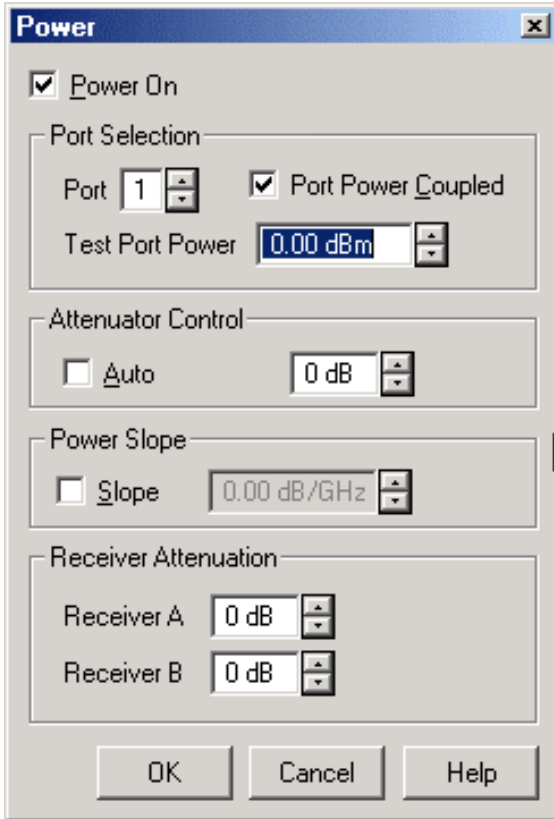 Power
Power On
Port Selection
Port 1 Port Power Coupled
Test Port Power 0.00 dBm
Attenuator Control
Auto 0 dB
Power Slope
Slope 0.00 dB/GHz
Receiver Attenuation
Receiver A 0 dB
Receiver B 0 dB
OK Cancel Help